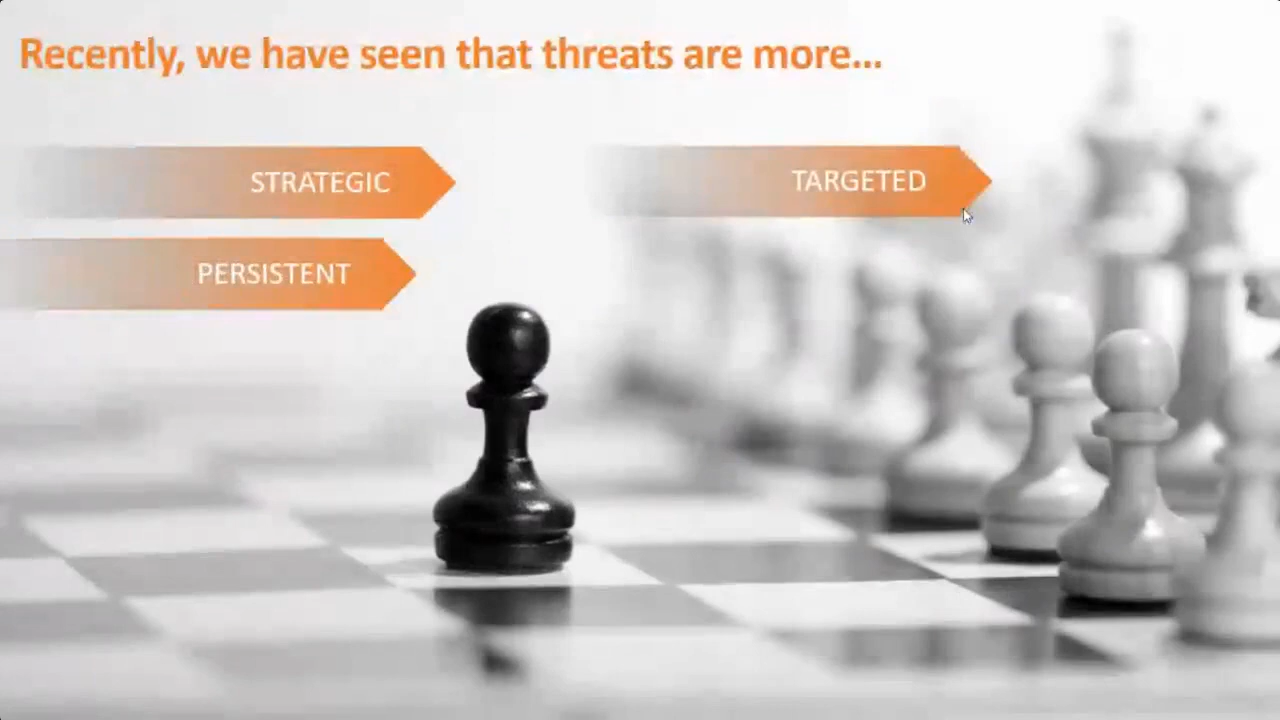 Recently, we have seen that threats are more...
STRATEGIC
TARGETED
PERSISTENT